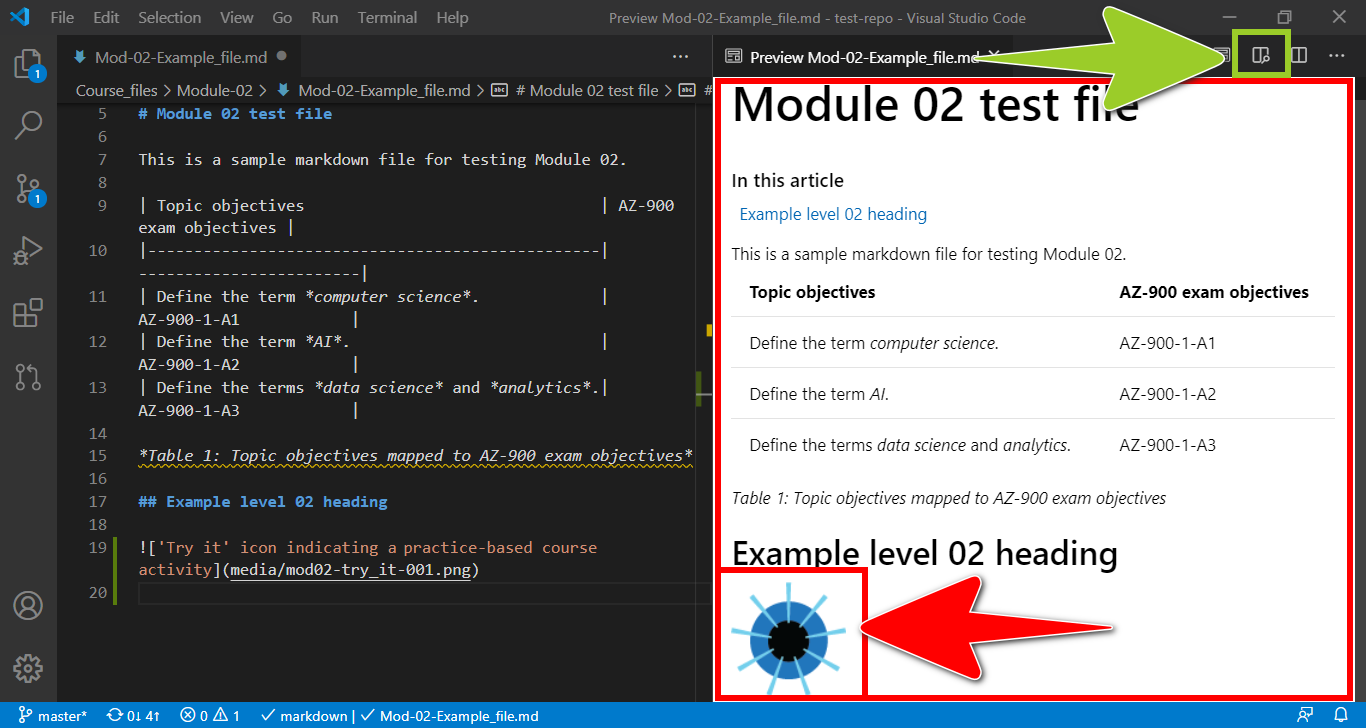 File Edit Selection View Go Run Terminal Help Preview Mod-02-Example_file.md - test-repo - Visual Studio Code
Mod-02-Example_file.md
Course_files > Module-02 > Mod-02-Example_file.md > abc # Module 02 test file > abc #
5 # Module 02 test file
6
7 This is a sample markdown file for testing Module 02.
8
9 | Topic objectives | AZ-900
exam objectives |
10 |-------------------------------------------------|
------------------------|
11 | Define the term *computer science*. |
AZ-900-1-A1 |
12 | Define the term *AI*. |
AZ-900-1-A2 |
13 | Define the terms *data science* and *analytics*.|
AZ-900-1-A3 |
14
15 *Table 1: Topic objectives mapped to AZ-900 exam objectives*
16
17 ## Example level 02 heading
18
19 !['Try it' icon indicating a practice-based course
activity](media/mod02-try_it-001.png)
20
Preview Mod-02-Example_file.md
Module 02 test file
In this article
Example level 02 heading
This is a sample markdown file for testing Module 02.
Topic objectives AZ-900 exam objectives
Define the term computer science. AZ-900-1-A1
Define the term AI. AZ-900-1-A2
Define the terms data science and analytics. AZ-900-1-A3
Table 1: Topic objectives mapped to AZ-900 exam objectives
Example level 02 heading
1
1
master* 0↓ 4↑ 0 1 markdown | Mod-02-Example_file.md